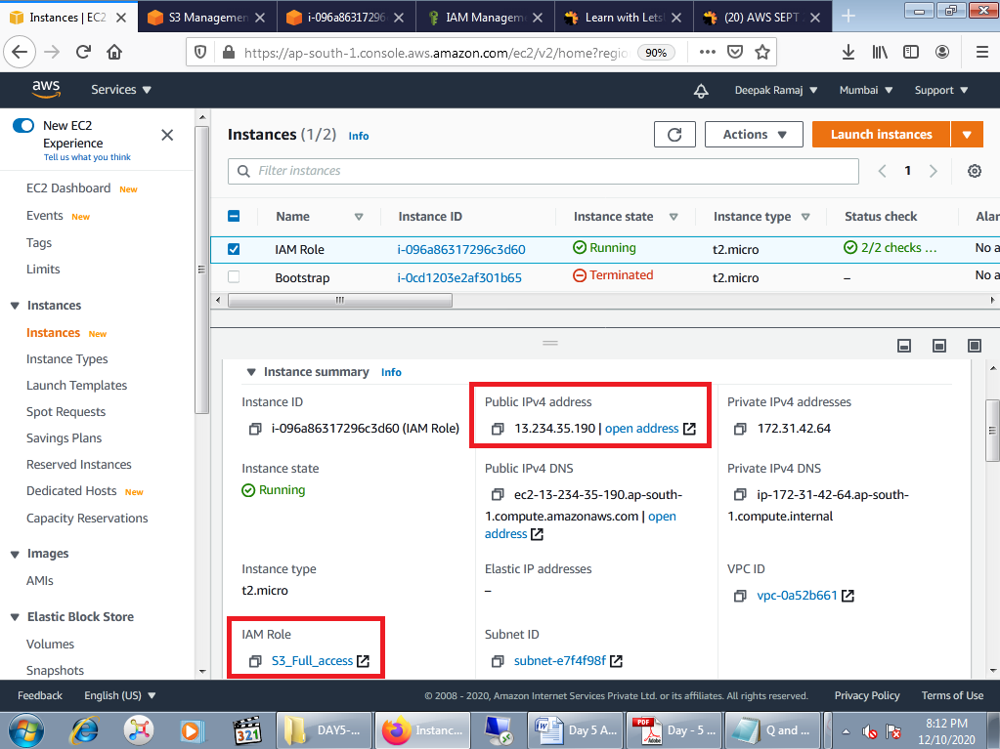 Instances | EC2
S3 Managemen
i-096a86317296
IAM Managem
Learn with Lets
(20) AWS SEPT
https://ap-south-1.console.aws.amazon.com/ec2/v2/home?regio
90%
aws
Services
Deepak Ramaj
Mumbai
Support
New EC2
Experience
Tell us what you think
EC2 Dashboard New
Events New
Tags
Limits
Instances
Instances New
Instance Types
Launch Templates
Spot Requests
Savings Plans
Reserved Instances
Dedicated Hosts New
Capacity Reservations
Images
AMIs
Elastic Block Store
Volumes
Snapshots
Instances (1/2) Info
Actions
Launch instances
Filter instances
1
Name Instance ID Instance state Instance type Status check Alar
IAM Role i-096a86317296c3d60 Running t2.micro 2/2 checks ... No a
Bootstrap i-0cd1203e2af301b65 Terminated t2.micro – No a
Instance summary Info
Instance ID
i-096a86317296c3d60 (IAM Role)
Public IPv4 address
13.234.35.190 | open address
Private IPv4 addresses
172.31.42.64
Instance state
Running
Public IPv4 DNS
ec2-13-234-35-190.ap-south-
1.compute.amazonaws.com | open
address
Private IPv4 DNS
ip-172-31-42-64.ap-south-
1.compute.internal
Instance type
t2.micro
Elastic IP addresses
–
VPC ID
vpc-0a52b661
IAM Role
S3_Full_access
Subnet ID
subnet-e7f4f98f
Feedback
English (US)
© 2008 - 2020, Amazon Internet Services Private Ltd. or its affiliates. All rights reserved.
Privacy Policy
Terms of Use
321
DAY5-...
Instanc...
Day 5 A...
PDF
Adobe
Day - 5 ...
Q and ...
8:12 PM
12/10/2020